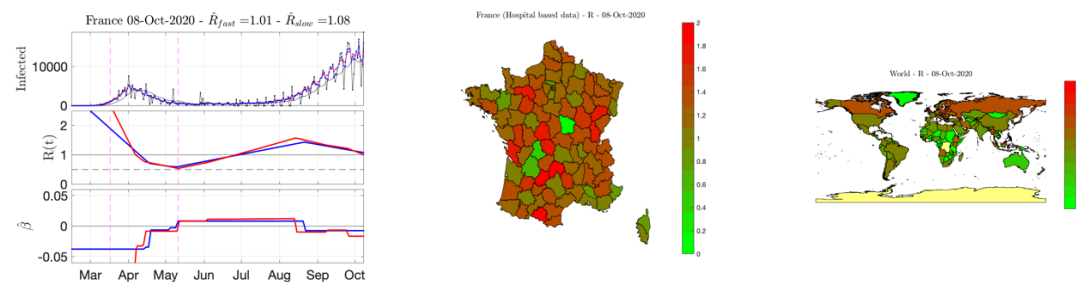 France 08-Oct-2020 - R̂fast =1.01 - R̂slow =1.08
Infected
10000
0
R(t)
2
1
0
β̂
0.05
0
-0.05
Mar Apr May Jun Jul Aug Sep Oct
France (Hospital based data) - R - 08-Oct-2020
2
1.8
1.6
1.4
1.2
1
0.8
0.6
0.4
0.2
0
World - R - 08-Oct-2020